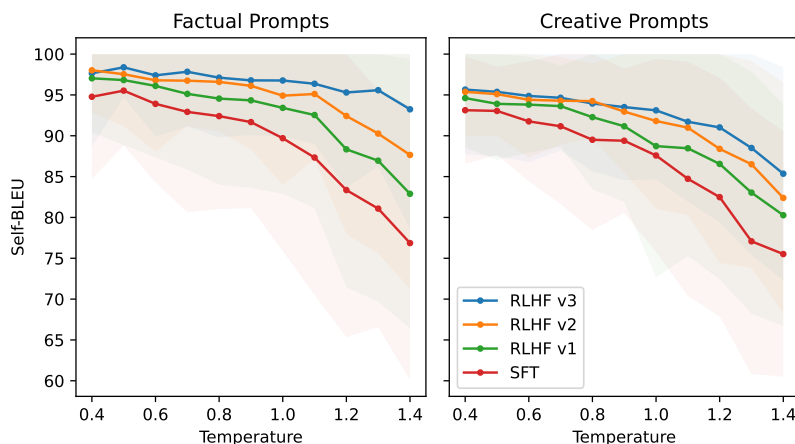 Factual Prompts
Creative Prompts
Self-BLEU
100
95
90
85
80
75
70
65
60
0.4 0.6 0.8 1.0 1.2 1.4
Temperature
RLHF v3
RLHF v2
RLHF v1
SFT
0.4 0.6 0.8 1.0 1.2 1.4
Temperature